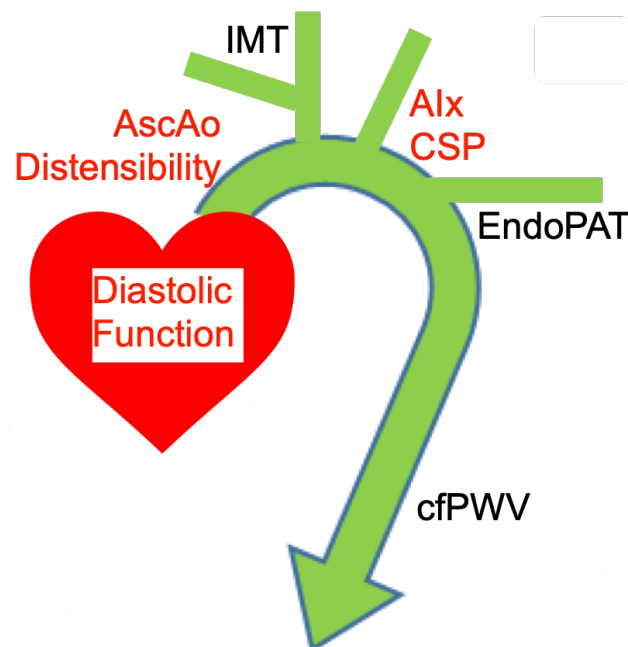 IMT
AscAo
Distensibility
AIx
CSP
EndoPAT
Diastolic
Function
cfPWV